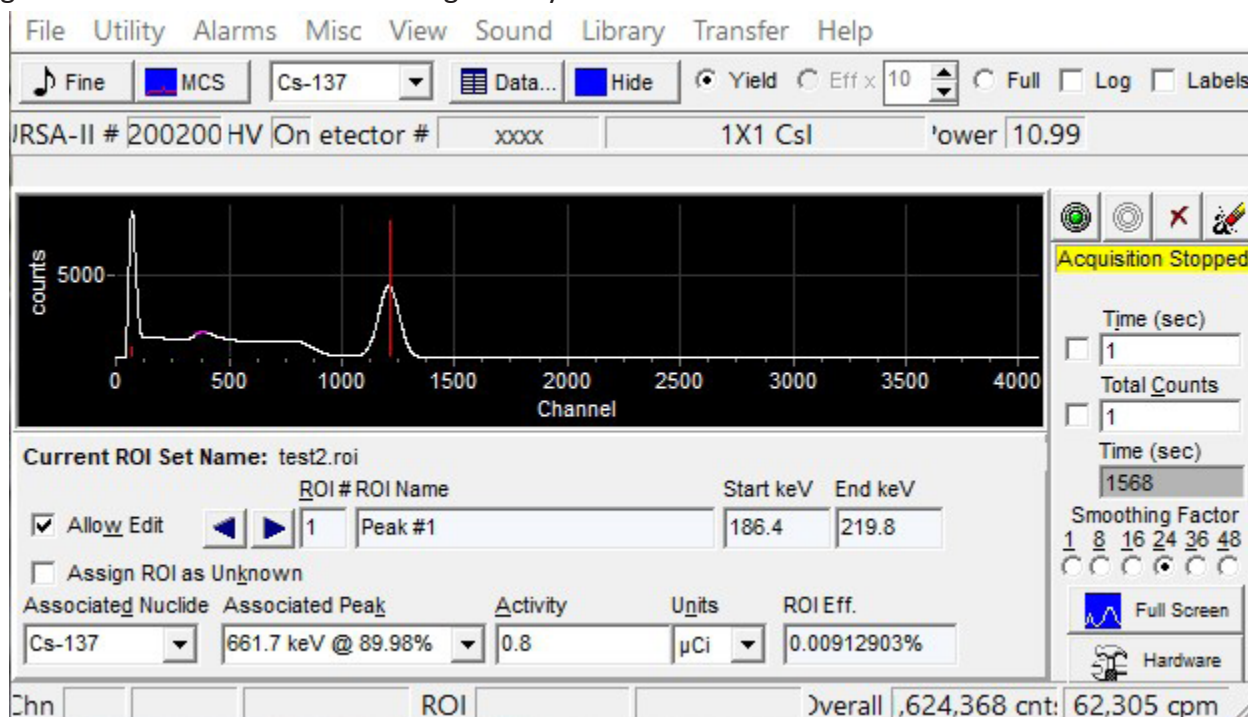 File Utility Alarms Misc View Sound Library Transfer Help
Fine MCS Cs-137 Data... Hide Yield Eff x 10 Full Log Labels
URSA-II # 200200 HV On etector # xxxx 1X1 CsI 'ower 10.99
counts
5000
0 500 1000 1500 2000 2500 3000 3500 4000
Channel
Acquisition Stopped
Time (sec)
1
Total Counts
1
Time (sec)
1568
Smoothing Factor
1 8 16 24 36 48
Full Screen
Hardware
Current ROI Set Name: test2.roi
ROI # ROI Name Start keV End keV
Allow Edit 1 Peak #1 186.4 219.8
Assign ROI as Unknown
Associated Nuclide Associated Peak Activity Units ROI Eff.
Cs-137 661.7 keV @ 89.98% 0.8 µCi 0.00912903%
Chn ROI Overall ,624,368 cnts 62,305 cpm